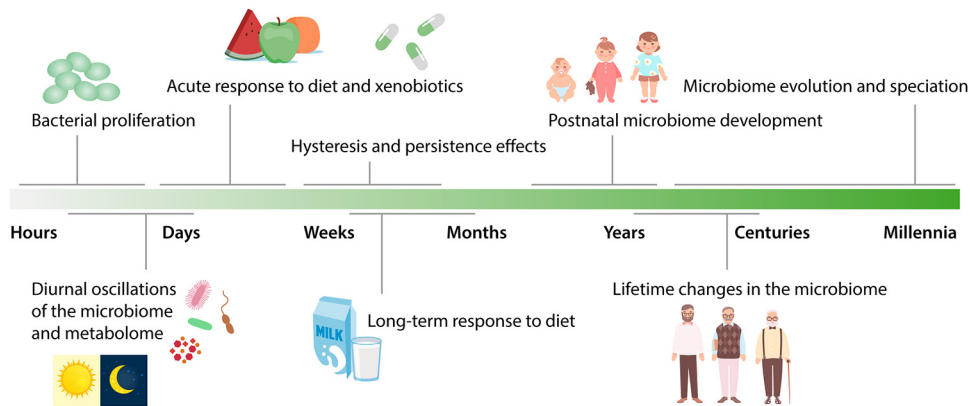 Acute response to diet and xenobiotics
Microbiome evolution and speciation
Bacterial proliferation
Postnatal microbiome development
Hysteresis and persistence effects
Hours
Days
Weeks
Months
Years
Centuries
Millennia
Diurnal oscillations
of the microbiome
and metabolome
MILK
Long-term response to diet
Lifetime changes in the microbiome